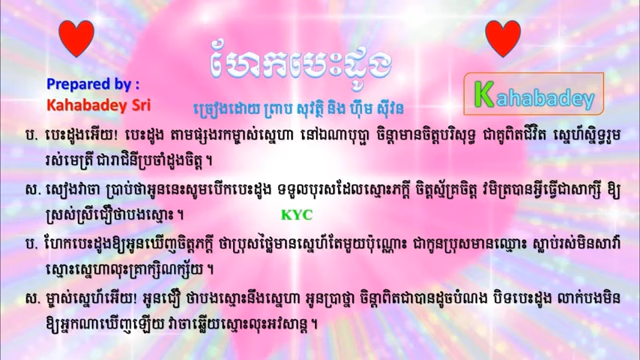 ហែកបេះដូង
Prepared by :
Kahabadey Sri
Kahabadey
ច្រៀងដោយ ព្រាប សុវត្ថិ និង ហ៊ឹម ស៊ីវន
ប. បេះដូងអើយ! បេះដូង តាមផ្សងរកម្ចាស់ស្នេហា នៅឯណាបុប្ផា ចិន្ដាមានចិត្តបរិសុទ្ធ ជាគូពិតជីវិត ស្នេហ៍ស្និទ្ធរួម
រស់មេត្រី ជារាជិនីប្រចាំដួងចិត្ត។
ស. សៀងវាចា ប្រាប់ថាអូននេះសូមបើកបេះដូង ទទួលបុរសដែលស្មោះភក្ដី ចិត្តស្ម័គ្រចិត្ត វមិត្របានអ្វីធ្វើជាសាក្សី ឱ្យ
ស្រស់ស្រីជឿថាបងស្មោះ។
KYC
ប. ហែកបេះដូងឱ្យអូនឃើញចិត្តភក្ដី ថាប្រុសថ្លៃមានស្នេហ៍តែមួយប៉ុណ្ណោះ ជាកូនប្រុសមានឈ្មោះ ស្លាប់រស់មិនសាវ៉ា
ស្មោះស្នេហាលុះត្រាក្សិណក្ស័យ។
ស. ម្ចាស់ស្នេហ៍អើយ! អូនជឿ ថាបងស្មោះនឹងស្នេហា អូនប្រាថ្នា ចិន្ដាពិតជាបានដូចបំណង បិទបេះដូង លាក់បងមិន
ឱ្យអ្នកណាឃើញឡើយ វាចាឆ្លើយស្មោះលុះអវសាន្ត។